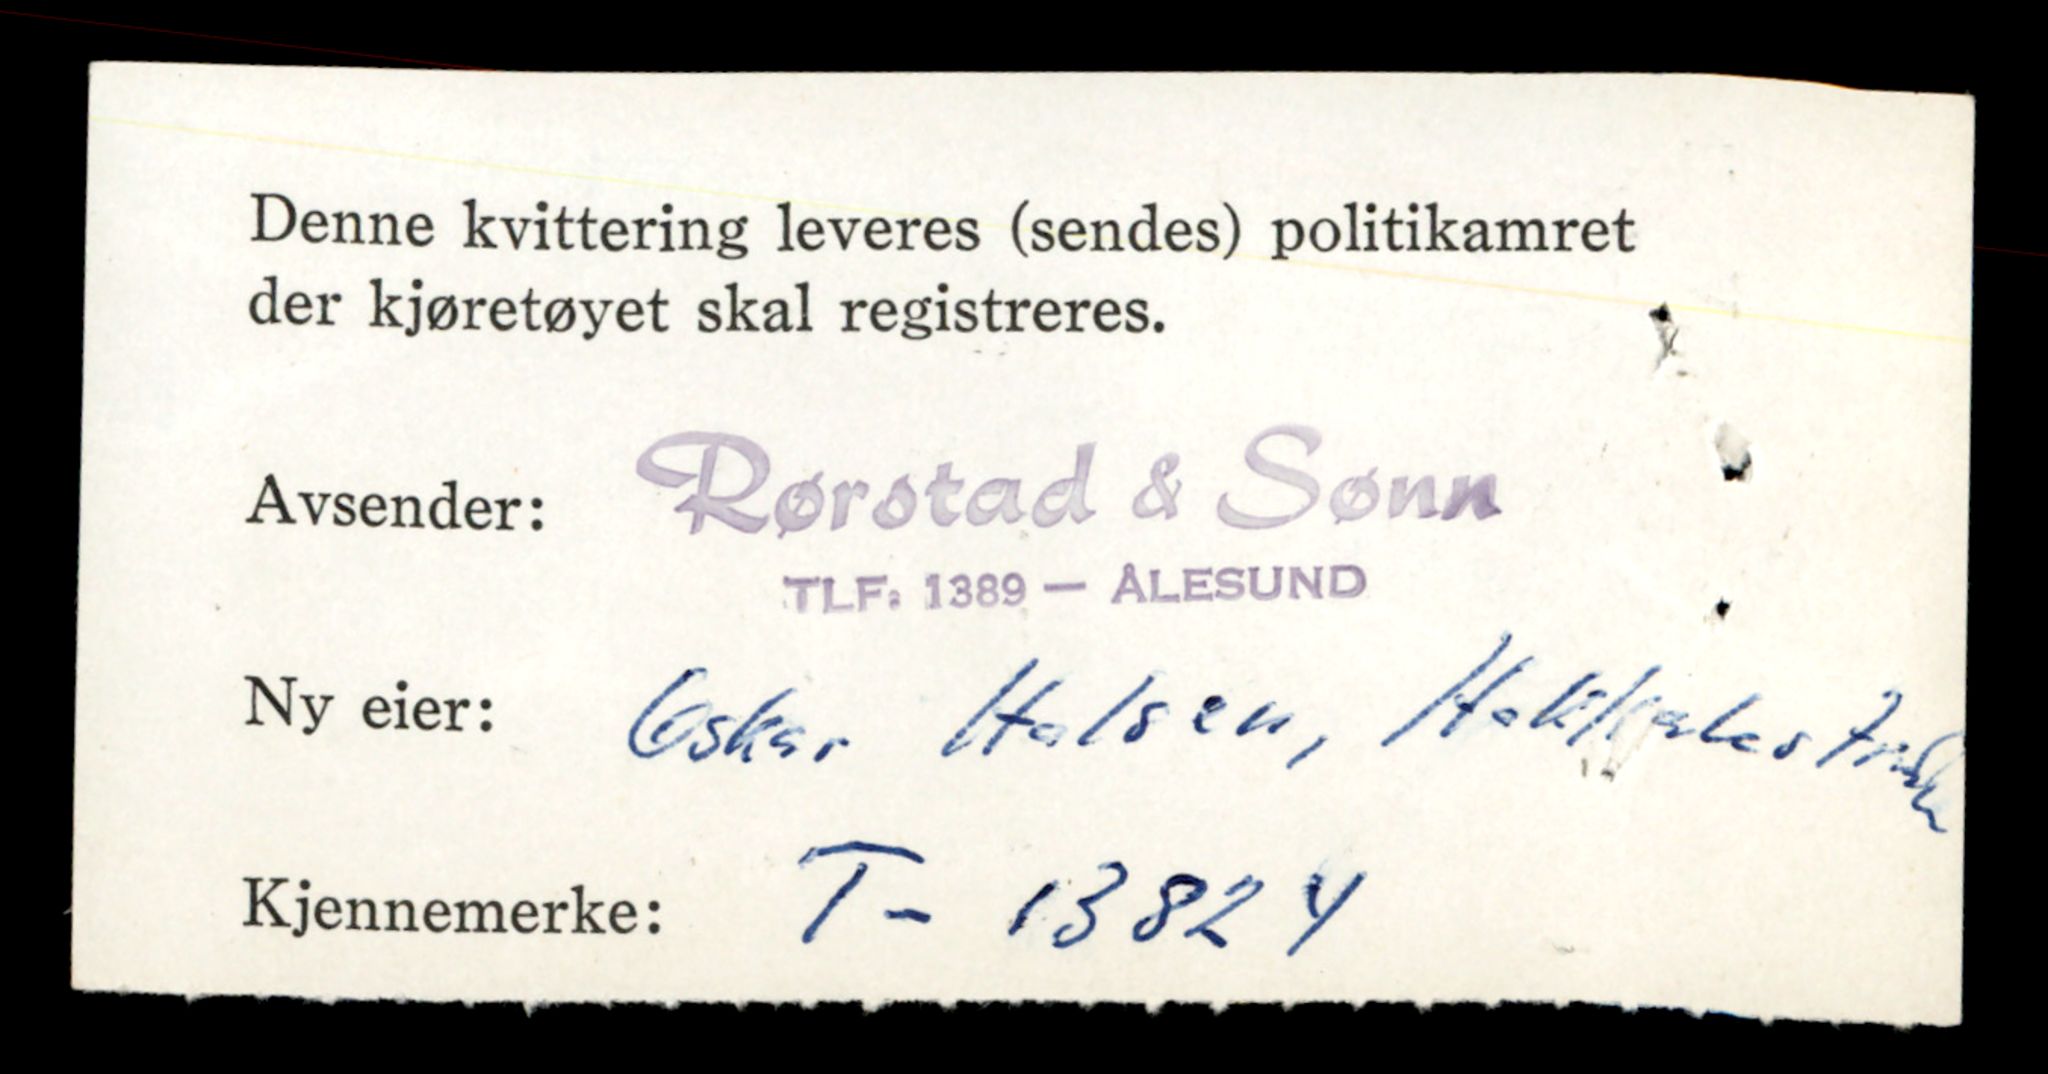 Denne kvittering leveres (sendes) politikamret
der kjøretøyet skal registreres.
Avsender: Rørstad & Sønn
TLF: 1389 — ÅLESUND
Ny eier: Oskar Halsen,
Kjennemerke: T- 13824